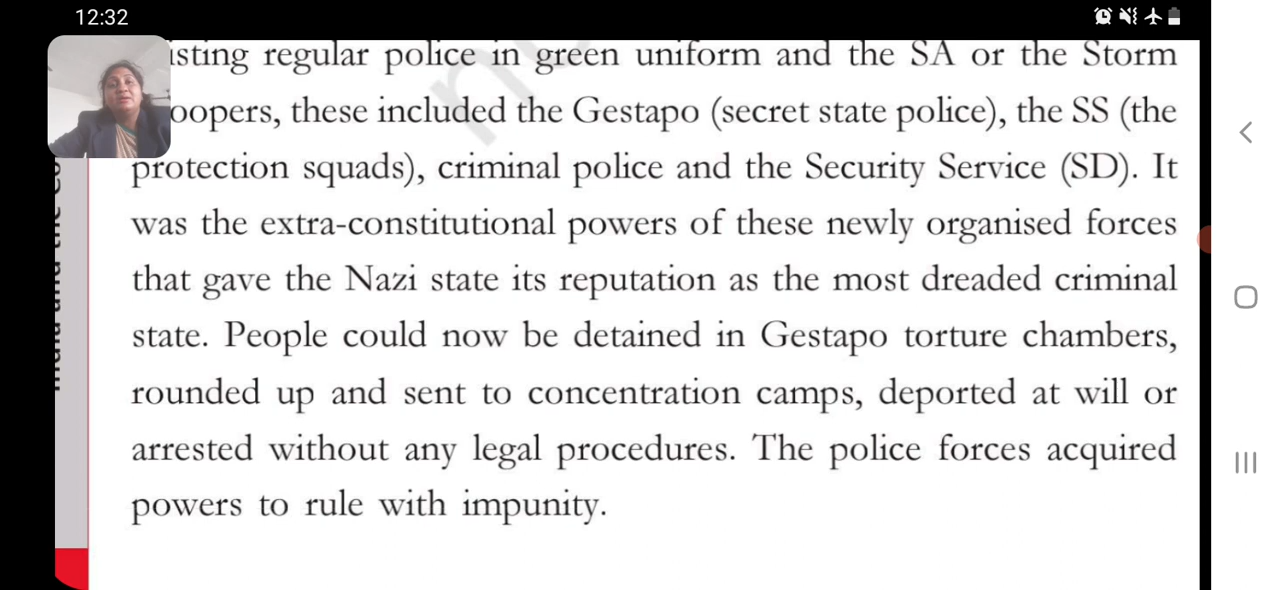 12:32
isting regular police in green uniform and the SA or the Storm
oopers, these included the Gestapo (secret state police), the SS (the
protection squads), criminal police and the Security Service (SD). It
was the extra-constitutional powers of these newly organised forces
that gave the Nazi state its reputation as the most dreaded criminal
state. People could now be detained in Gestapo torture chambers,
rounded up and sent to concentration camps, deported at will or
arrested without any legal procedures. The police forces acquired
powers to rule with impunity.